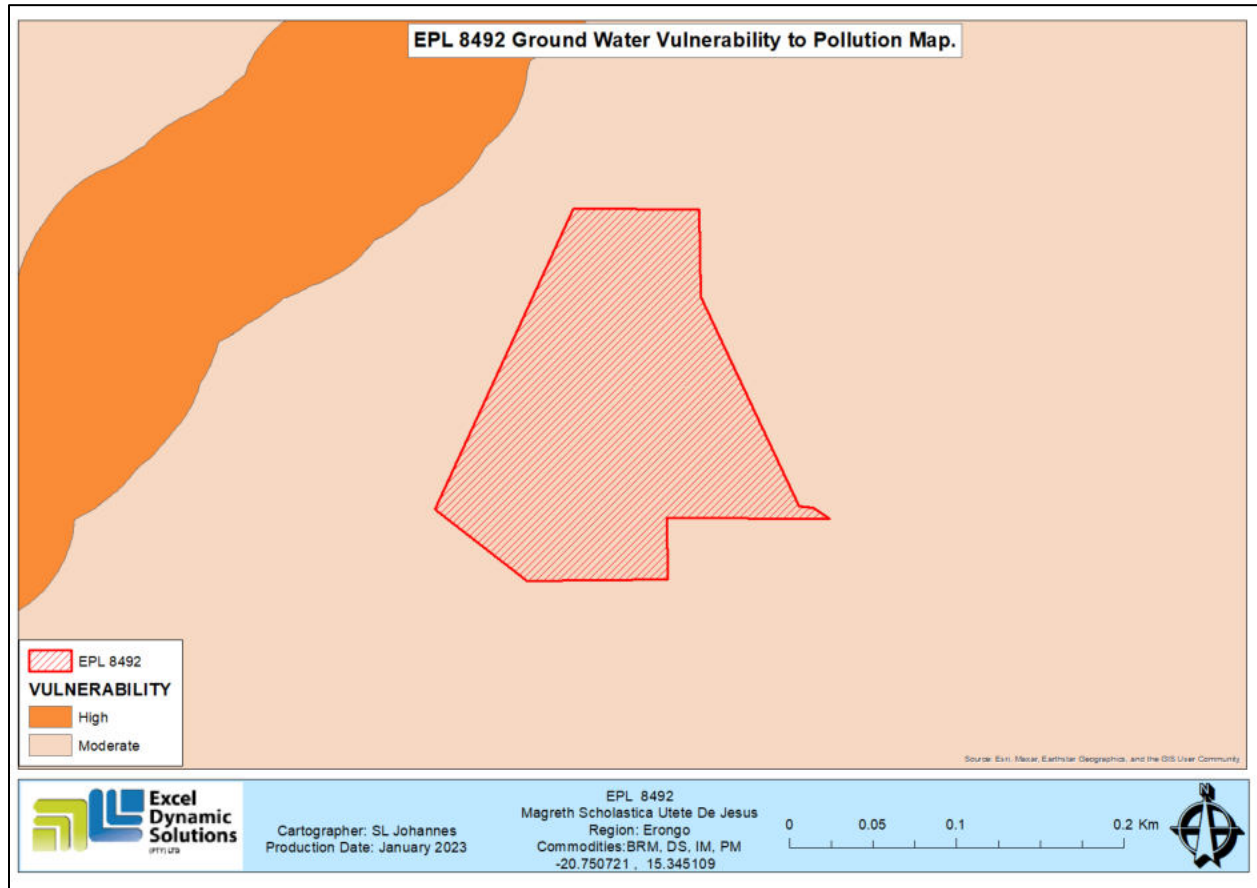 EPL 8492 Ground Water Vulnerability to Pollution Map.
EPL 8492
VULNERABILITY
High
Moderate
Source: Esri, Maxar, Earthstar Geographics, and the GIS User Community
Excel
Dynamic
Solutions
(PTY) LTD
Cartographer: SL Johannes
Production Date: January 2023
EPL 8492
Magreth Scholastica Utete De Jesus
Region: Erongo
Commodities:BRM, DS, IM, PM
-20.750721 , 15.345109
0 0.05 0.1 0.2 Km
N